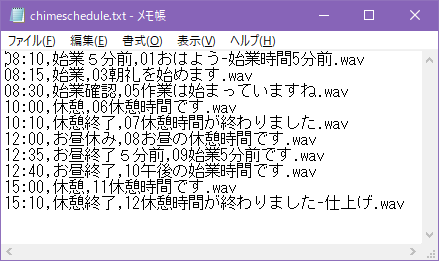 chimeschedule.txt - メモ帳
ファイル(F) 編集(E) 書式(O) 表示(V) ヘルプ(H)
08:10,始業５分前,01おはよう-始業時間5分前.wav
08:15,始業,03朝礼を始めます.wav
08:30,始業確認,05作業は始まっていますね.wav
10:00,休憩,06休憩時間です.wav
10:10,休憩終了,07休憩時間が終わりました.wav
12:00,お昼休み,08お昼の休憩時間です.wav
12:35,お昼終了５分前,09始業5分前です.wav
12:40,お昼終了,10午後の始業時間です.wav
15:00,休憩,11休憩時間です.wav
15:10,休憩終了,12休憩時間が終わりました-仕上げ.wav